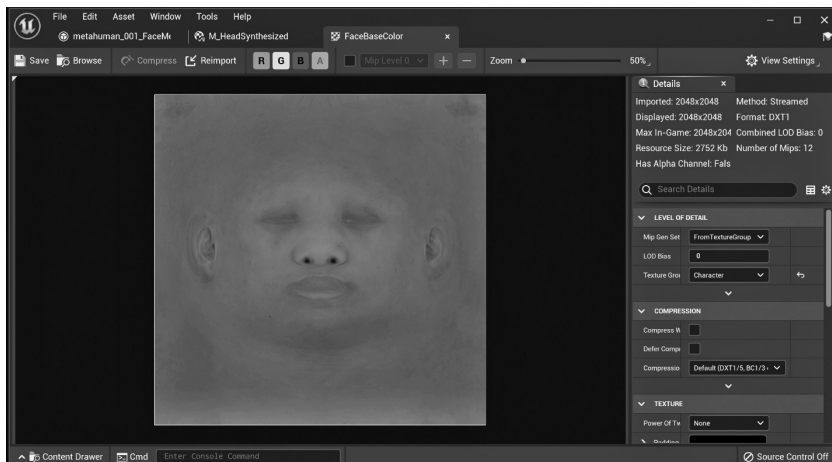 File Edit Asset Window Tools Help
metahuman_001_FaceMe M_HeadSynthesized FaceBaseColor
Save Browse Compress Reimport R G B A Mip Level 0 Zoom 50% View Settings
Details
Imported: 2048x2048 Method: Streamed
Displayed: 2048x2048 Format: DXT1
Max In-Game: 2048x204 Combined LOD Bias: 0
Resource Size: 2752 Kb Number of Mips: 12
Has Alpha Channel: Fals
Search Details
LEVEL OF DETAIL
Mip Gen Set FromTextureGroup
LOD Bias 0
Texture Grou Character
COMPRESSION
Compress W
Defer Compr
Compressio Default (DXT1/5, BC1/3
TEXTURE
Power Of Tw None
Padding
Content Drawer Cmd Enter Console Command Source Control Off